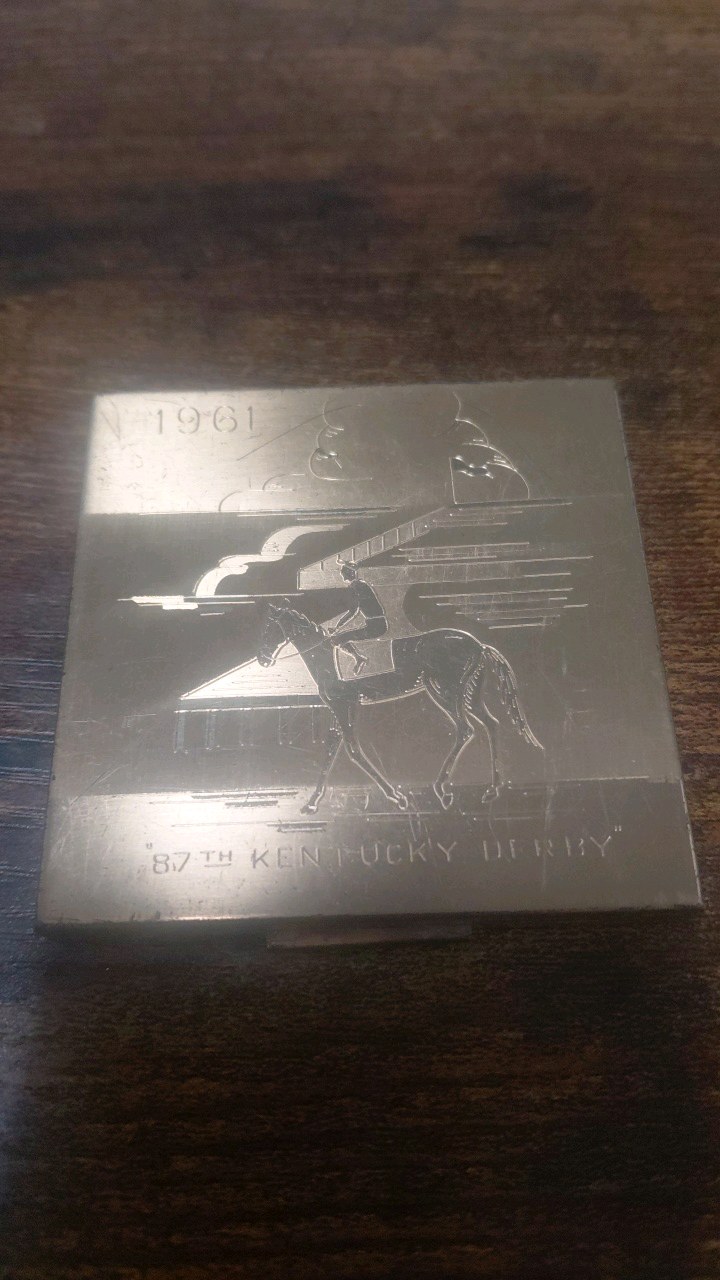 1961
"87TH KENTUCKY DERBY"